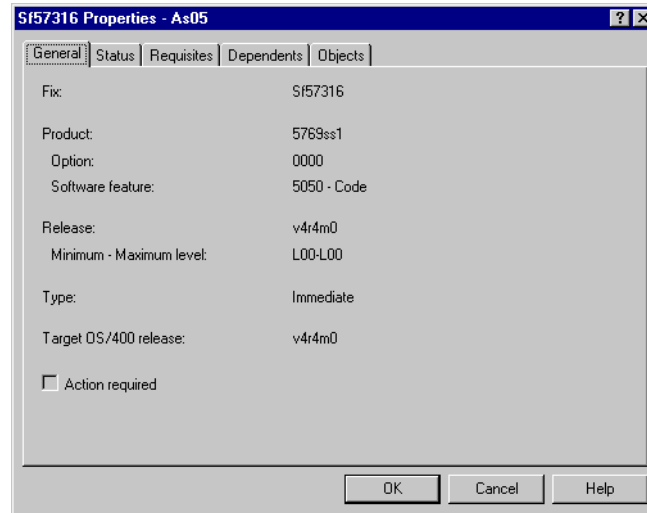 Sf57316 Properties - As05
General Status Requisites Dependents Objects
Fix: Sf57316
Product: 5769ss1
Option: 0000
Software feature: 5050 - Code
Release: v4r4m0
Minimum - Maximum level: L00-L00
Type: Immediate
Target OS/400 release: v4r4m0
Action required
OK Cancel Help